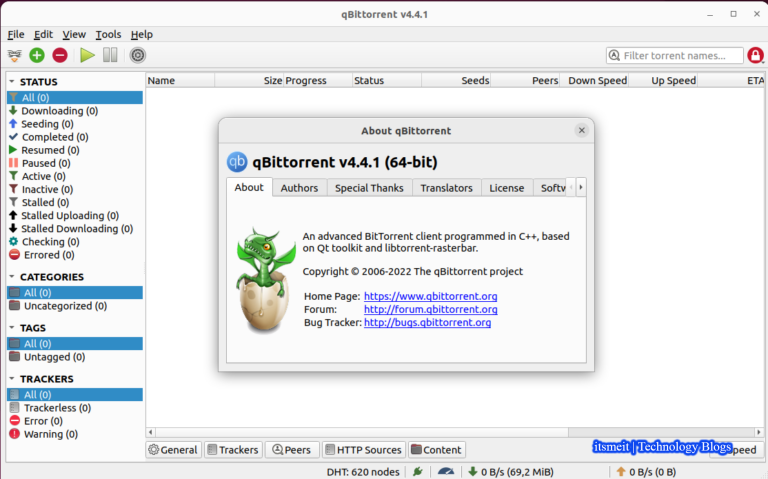 qBittorrent v4.4.1
File Edit View Tools Help
Filter torrent names...
STATUS
All (0)
Downloading (0)
Seeding (0)
Completed (0)
Resumed (0)
Paused (0)
Active (0)
Inactive (0)
Stalled (0)
Stalled Uploading (0)
Stalled Downloading (0)
Checking (0)
Errored (0)
CATEGORIES
All (0)
Uncategorized (0)
TAGS
All (0)
Untagged (0)
TRACKERS
All (0)
Trackerless (0)
Error (0)
Warning (0)
Name Size Progress Status Seeds Peers Down Speed Up Speed ETA
About qBittorrent
qb qBittorrent v4.4.1 (64-bit)
About Authors Special Thanks Translators License Softw
An advanced BitTorrent client programmed in C++, based
on Qt toolkit and libtorrent-rasterbar.
Copyright © 2006-2022 The qBittorrent project
Home Page: https://www.qbittorrent.org
Forum: http://forum.qbittorrent.org
Bug Tracker: http://bugs.qbittorrent.org
General Trackers Peers HTTP Sources Content Speed
itsmeit | Technology Blogs
DHT: 620 nodes 0 B/s (69,2 MiB) 0 B/s (0 B)